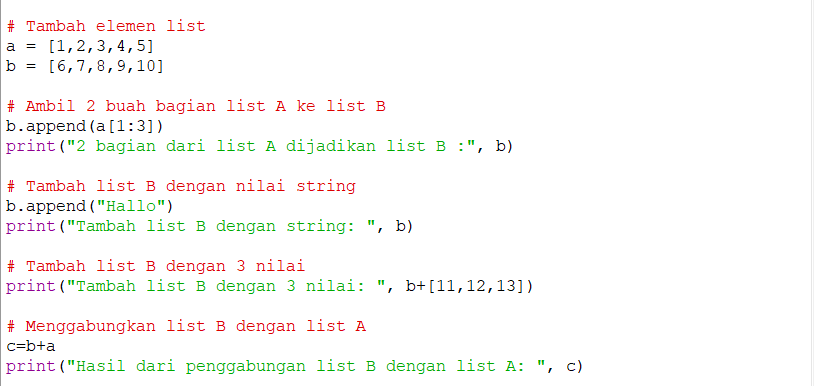 # Tambah elemen list
a = [1,2,3,4,5]
b = [6,7,8,9,10]
# Ambil 2 buah bagian list A ke list B
b.append(a[1:3])
print("2 bagian dari list A dijadikan list B :", b)
# Tambah list B dengan nilai string
b.append("Hallo")
print("Tambah list B dengan string: ", b)
# Tambah list B dengan 3 nilai
print("Tambah list B dengan 3 nilai: ", b+[11,12,13])
# Menggabungkan list B dengan list A
c=b+a
print("Hasil dari penggabungan list B dengan list A: ", c)